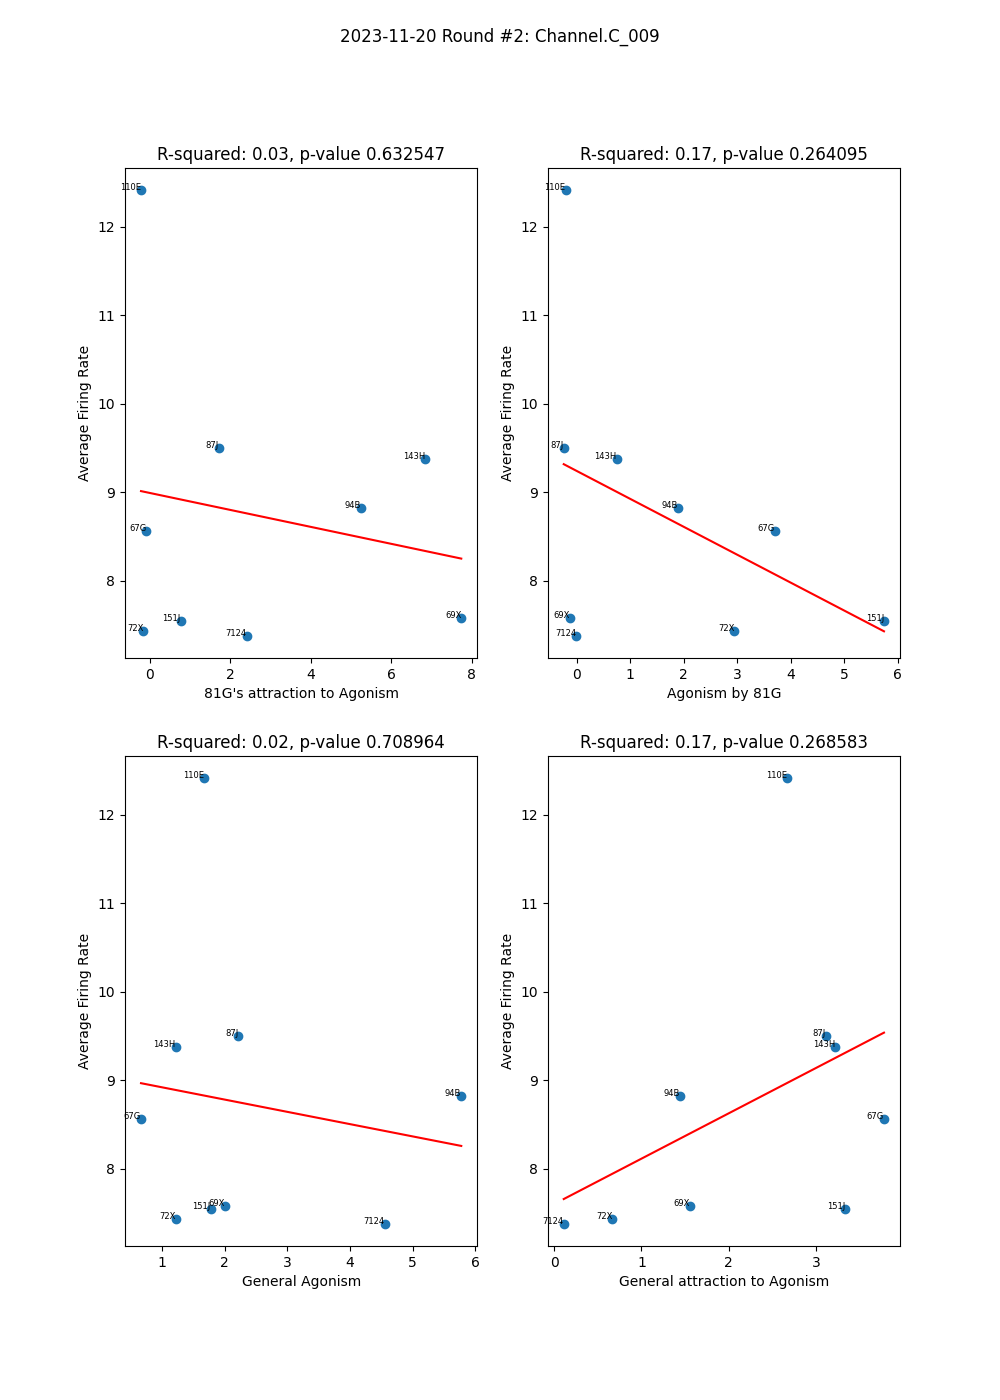 2023-11-20 Round #2: Channel.C_009
R-squared: 0.03, p-value 0.632547
110E
12
11
10
9
8
87J
143H
94B
67G
72X
151J
7124
69X
0 2 4 6 8
Average Firing Rate
81G's attraction to Agonism
R-squared: 0.17, p-value 0.264095
110E
12
11
10
9
8
87J
143H
94B
67G
69X
7124
72X
151J
0 1 2 3 4 5 6
Average Firing Rate
Agonism by 81G
R-squared: 0.02, p-value 0.708964
110E
12
11
10
9
8
87J
143H
94B
67G
72X
151J
69X
7124
1 2 3 4 5 6
Average Firing Rate
General Agonism
R-squared: 0.17, p-value 0.268583
110E
12
11
10
9
8
87J
143H
94B
67G
69X
151J
7124
72X
0 1 2 3
Average Firing Rate
General attraction to Agonism